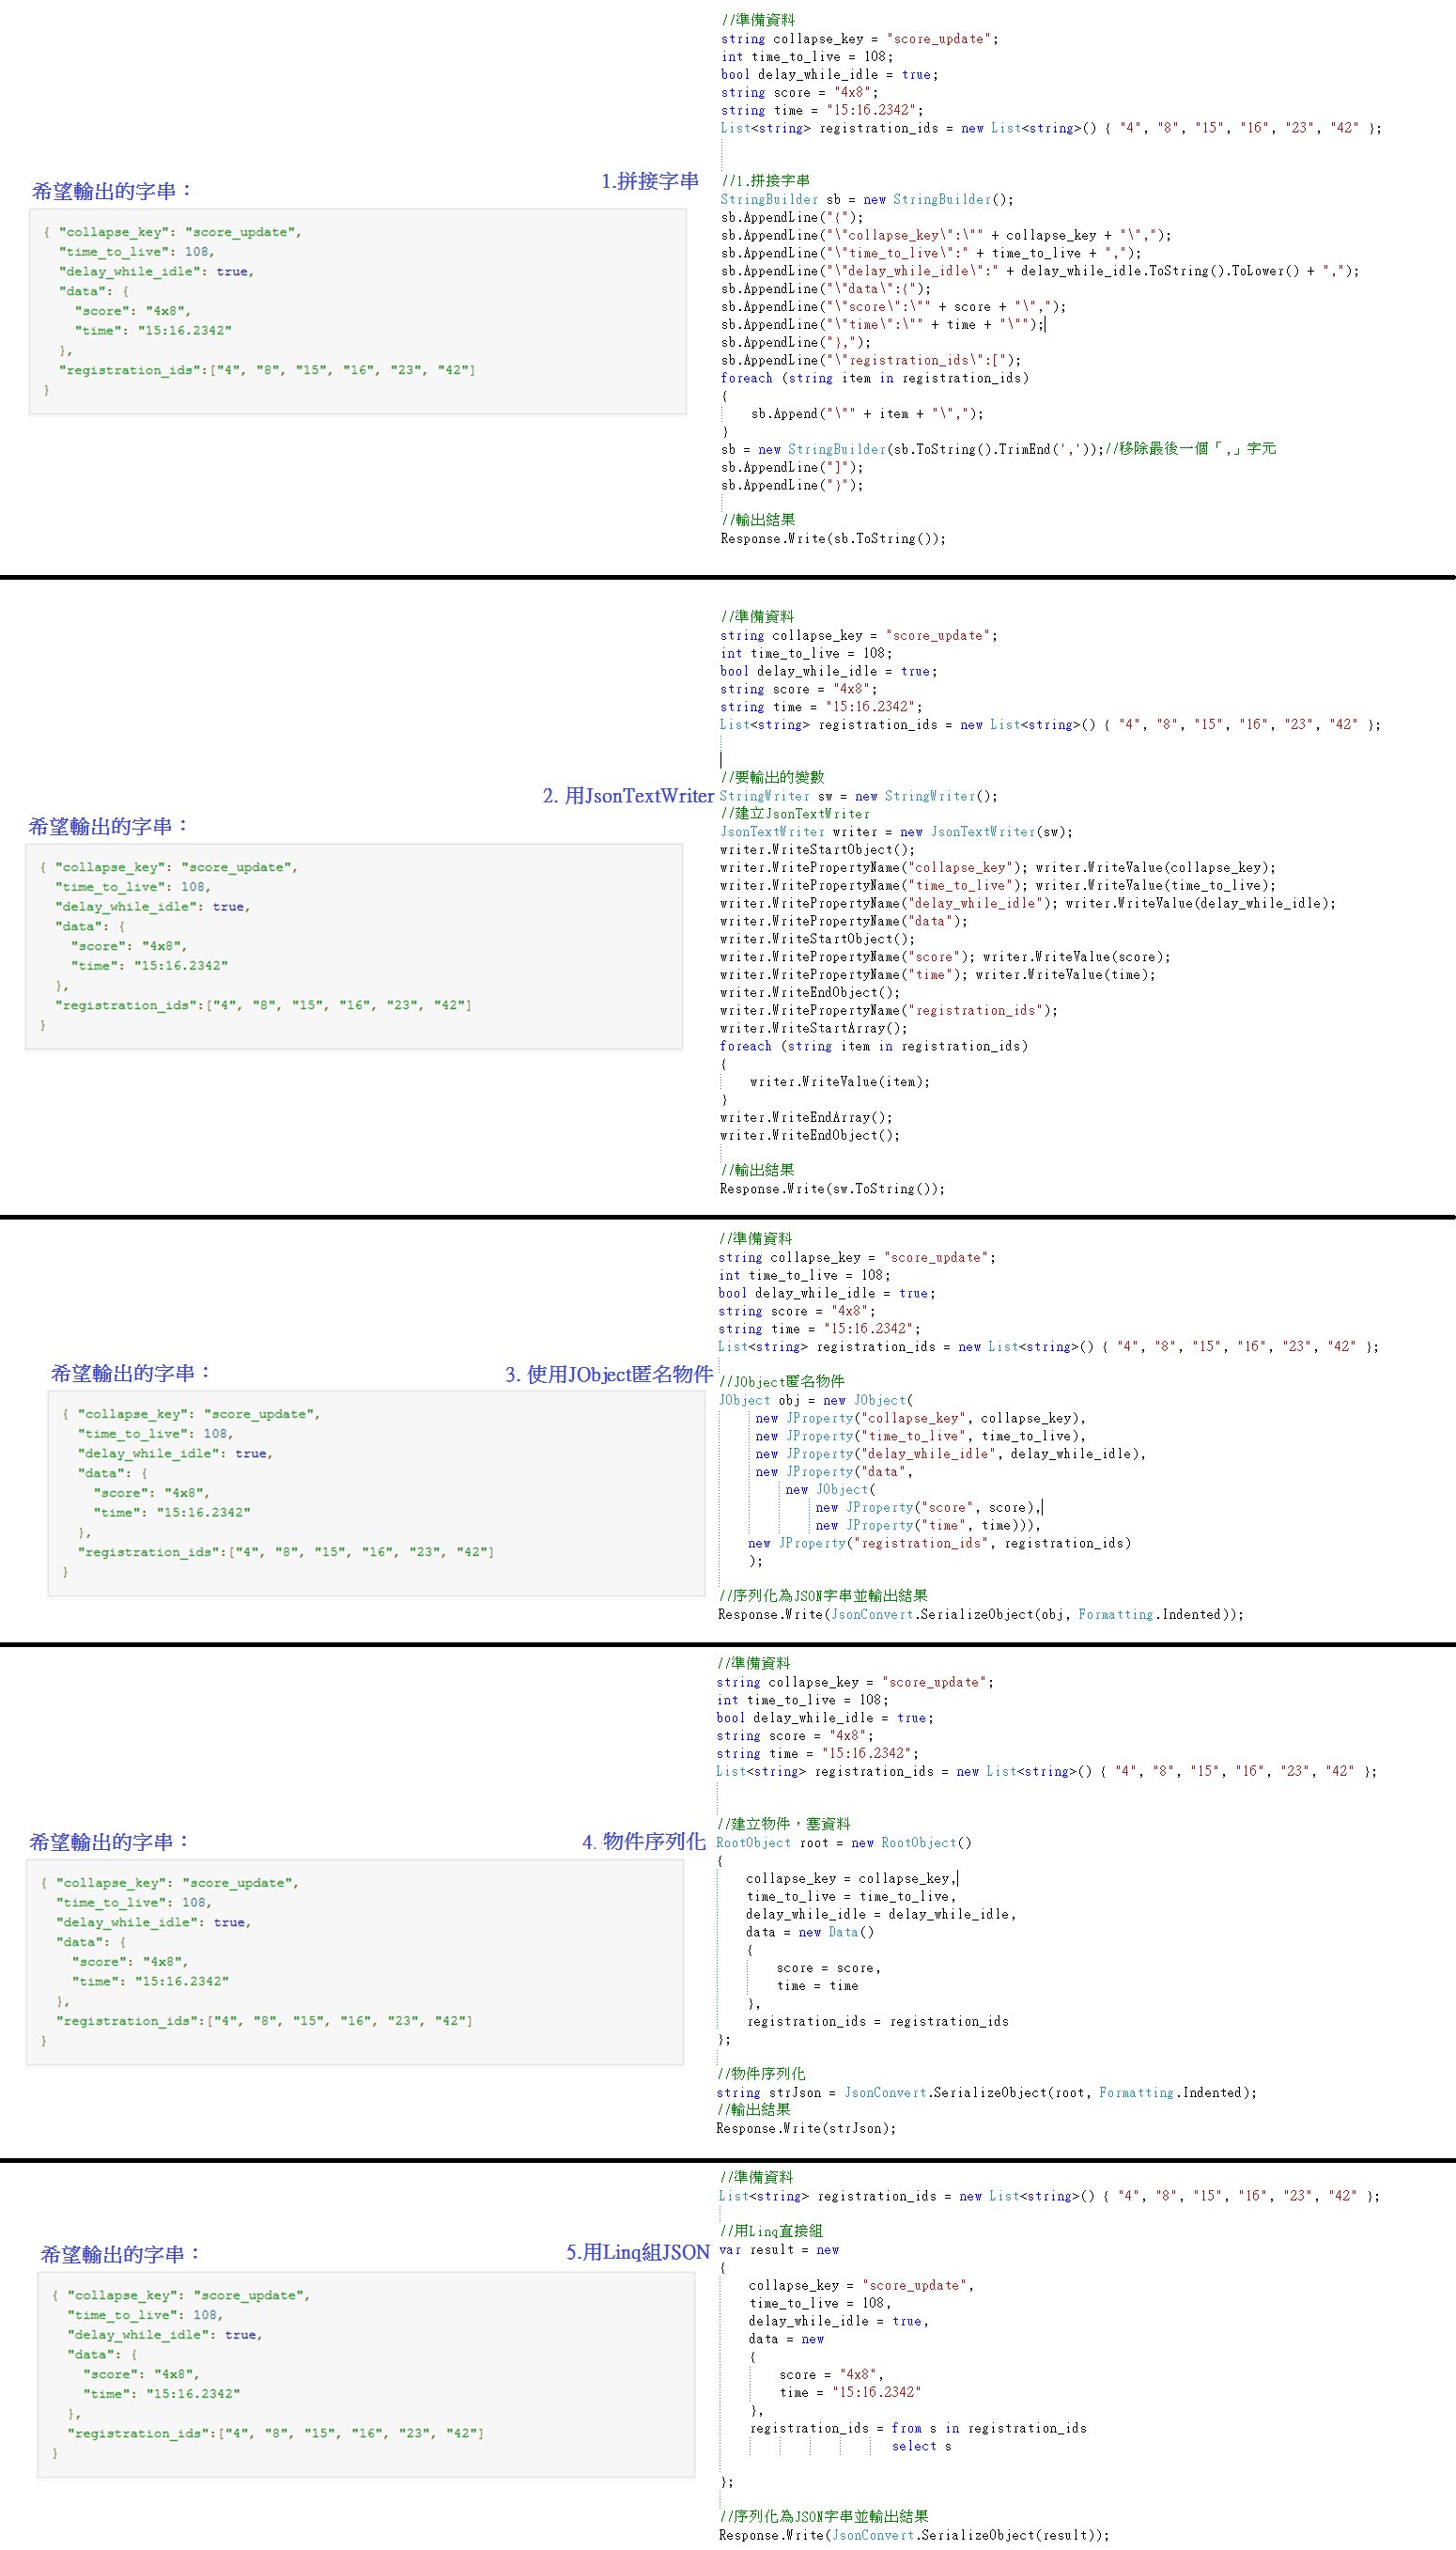 //準備資料
string collapse_key = "score_update";
int time_to_live = 108;
bool delay_while_idle = true;
string score = "4x8";
string time = "15:16.2342";
List<string> registration_ids = new List<string>() { "4", "8", "15", "16", "23", "42" };
希望輸出的字串：
{ "collapse_key": "score_update",
"time_to_live": 108,
"delay_while_idle": true,
"data": {
"score": "4x8",
"time": "15:16.2342"
},
"registration_ids":["4", "8", "15", "16", "23", "42"]
}
1.拼接字串
//1.拼接字串
StringBuilder sb = new StringBuilder();
sb.AppendLine("{");
sb.AppendLine("\"collapse_key\":\"" + collapse_key + "\",");
sb.AppendLine("\"time_to_live\":" + time_to_live + ",");
sb.AppendLine("\"delay_while_idle\":" + delay_while_idle.ToString().ToLower() + ",");
sb.AppendLine("\"data\":{");
sb.AppendLine("\"score\":\"" + score + "\",");
sb.AppendLine("\"time\":\"" + time + "\"");
sb.AppendLine("},");
sb.AppendLine("\"registration_ids\":[");
foreach (string item in registration_ids)
{
sb.Append("\"" + item + "\",");
}
sb = new StringBuilder(sb.ToString().TrimEnd(','));//移除最後一個「,」字元
sb.AppendLine("]");
sb.AppendLine("}");
//輸出結果
Response.Write(sb.ToString());
//準備資料
string collapse_key = "score_update";
int time_to_live = 108;
bool delay_while_idle = true;
string score = "4x8";
string time = "15:16.2342";
List<string> registration_ids = new List<string>() { "4", "8", "15", "16", "23", "42" };
希望輸出的字串：
{ "collapse_key": "score_update",
"time_to_live": 108,
"delay_while_idle": true,
"data": {
"score": "4x8",
"time": "15:16.2342"
},
"registration_ids":["4", "8", "15", "16", "23", "42"]
}
2. 用JsonTextWriter
//要輸出的變數
StringWriter sw = new StringWriter();
//建立JsonTextWriter
JsonTextWriter writer = new JsonTextWriter(sw);
writer.WriteStartObject();
writer.WritePropertyName("collapse_key"); writer.WriteValue(collapse_key);
writer.WritePropertyName("time_to_live"); writer.WriteValue(time_to_live);
writer.WritePropertyName("delay_while_idle"); writer.WriteValue(delay_while_idle);
writer.WritePropertyName("data");
writer.WriteStartObject();
writer.WritePropertyName("score"); writer.WriteValue(score);
writer.WritePropertyName("time"); writer.WriteValue(time);
writer.WriteEndObject();
writer.WritePropertyName("registration_ids");
writer.WriteStartArray();
foreach (string item in registration_ids)
{
writer.WriteValue(item);
}
writer.WriteEndArray();
writer.WriteEndObject();
//輸出結果
Response.Write(sw.ToString());
//準備資料
string collapse_key = "score_update";
int time_to_live = 108;
bool delay_while_idle = true;
string score = "4x8";
string time = "15:16.2342";
List<string> registration_ids = new List<string>() { "4", "8", "15", "16", "23", "42" };
希望輸出的字串：
{ "collapse_key": "score_update",
"time_to_live": 108,
"delay_while_idle": true,
"data": {
"score": "4x8",
"time": "15:16.2342"
},
"registration_ids":["4", "8", "15", "16", "23", "42"]
}
3. 使用JObject匿名物件
//JObject匿名物件
JObject obj = new JObject(
new JProperty("collapse_key", collapse_key),
new JProperty("time_to_live", time_to_live),
new JProperty("delay_while_idle", delay_while_idle),
new JProperty("data",
new JObject(
new JProperty("score", score),
new JProperty("time", time))),
new JProperty("registration_ids", registration_ids)
);
//序列化為JSON字串並輸出結果
Response.Write(JsonConvert.SerializeObject(obj, Formatting.Indented));
//準備資料
string collapse_key = "score_update";
int time_to_live = 108;
bool delay_while_idle = true;
string score = "4x8";
string time = "15:16.2342";
List<string> registration_ids = new List<string>() { "4", "8", "15", "16", "23", "42" };
希望輸出的字串：
{ "collapse_key": "score_update",
"time_to_live": 108,
"delay_while_idle": true,
"data": {
"score": "4x8",
"time": "15:16.2342"
},
"registration_ids":["4", "8", "15", "16", "23", "42"]
}
4. 物件序列化
//建立物件，塞資料
RootObject root = new RootObject()
{
collapse_key = collapse_key,
time_to_live = time_to_live,
delay_while_idle = delay_while_idle,
data = new Data()
{
score = score,
time = time
},
registration_ids = registration_ids
};
//物件序列化
string strJson = JsonConvert.SerializeObject(root, Formatting.Indented);
//輸出結果
Response.Write(strJson);
//準備資料
List<string> registration_ids = new List<string>() { "4", "8", "15", "16", "23", "42" };
希望輸出的字串：
{ "collapse_key": "score_update",
"time_to_live": 108,
"delay_while_idle": true,
"data": {
"score": "4x8",
"time": "15:16.2342"
},
"registration_ids":["4", "8", "15", "16", "23", "42"]
}
5.用Linq組JSON
//用Linq直接組
var result = new
{
collapse_key = "score_update",
time_to_live = 108,
delay_while_idle = true,
data = new
{
score = "4x8",
time = "15:16.2342"
},
registration_ids = from s in registration_ids
select s
};
//序列化為JSON字串並輸出結果
Response.Write(JsonConvert.SerializeObject(result));